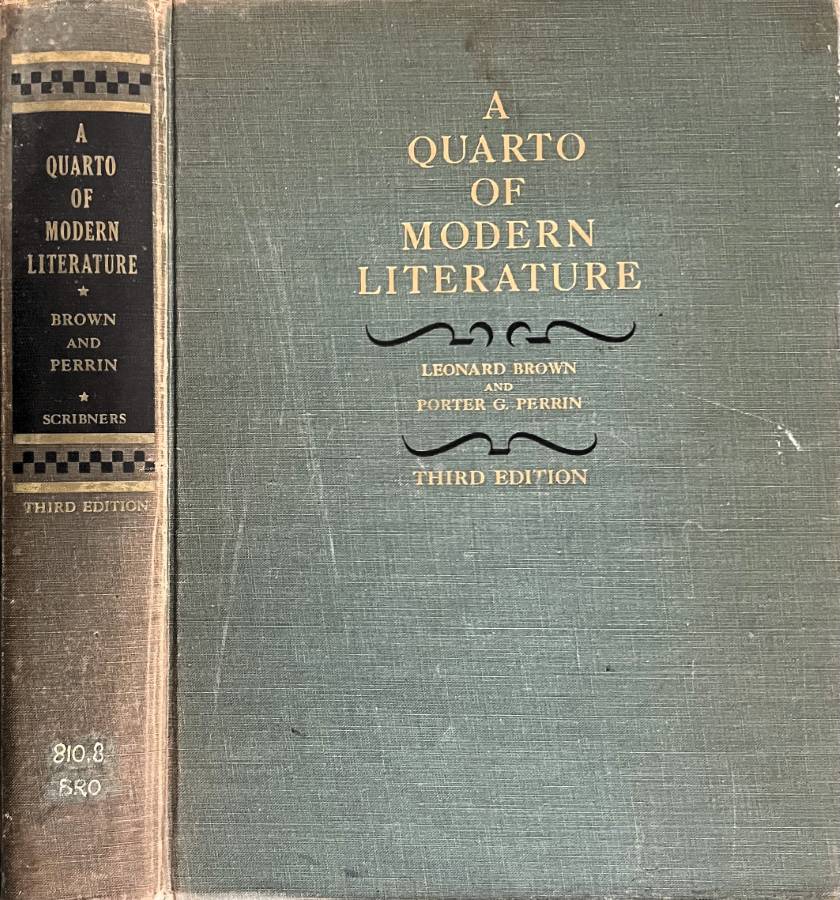 A
QUARTO
OF
MODERN
LITERATURE
BROWN
AND
PERRIN
SCRIBNERS
THIRD EDITION
810.8
BRO
A
QUARTO
OF
MODERN
LITERATURE
LEONARD BROWN
AND
PORTER G. PERRIN
THIRD EDITION